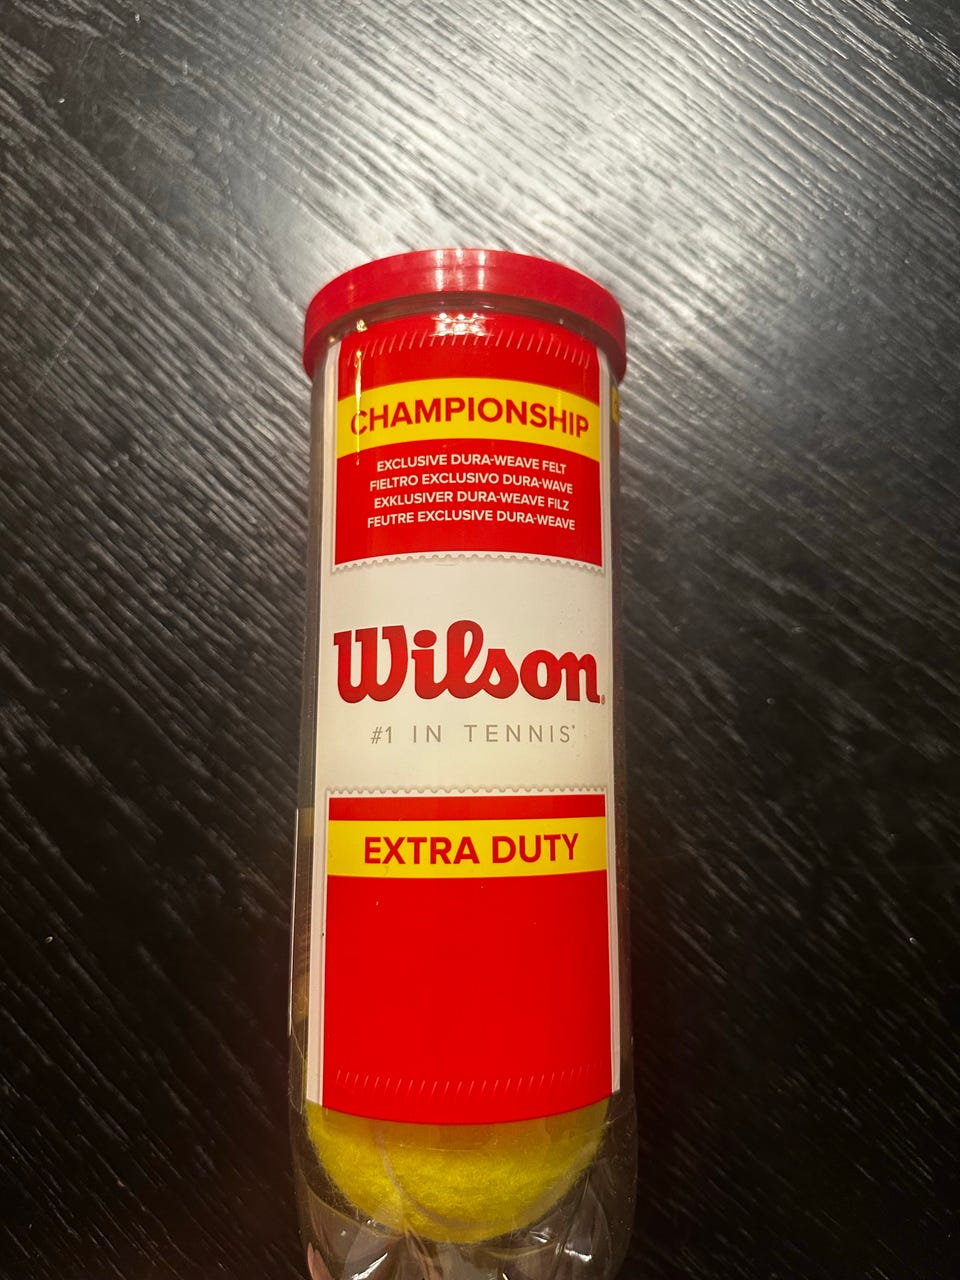 CHAMPIONSHIP
EXCLUSIVE DURA-WEAVE FELT
FIELTRO EXCLUSIVO DURA-WAVE
EXKLUSIVER DURA-WEAVE FILZ
FEUTRE EXCLUSIVE DURA-WEAVE
Wilson®
#1 IN TENNIS*
EXTRA DUTY